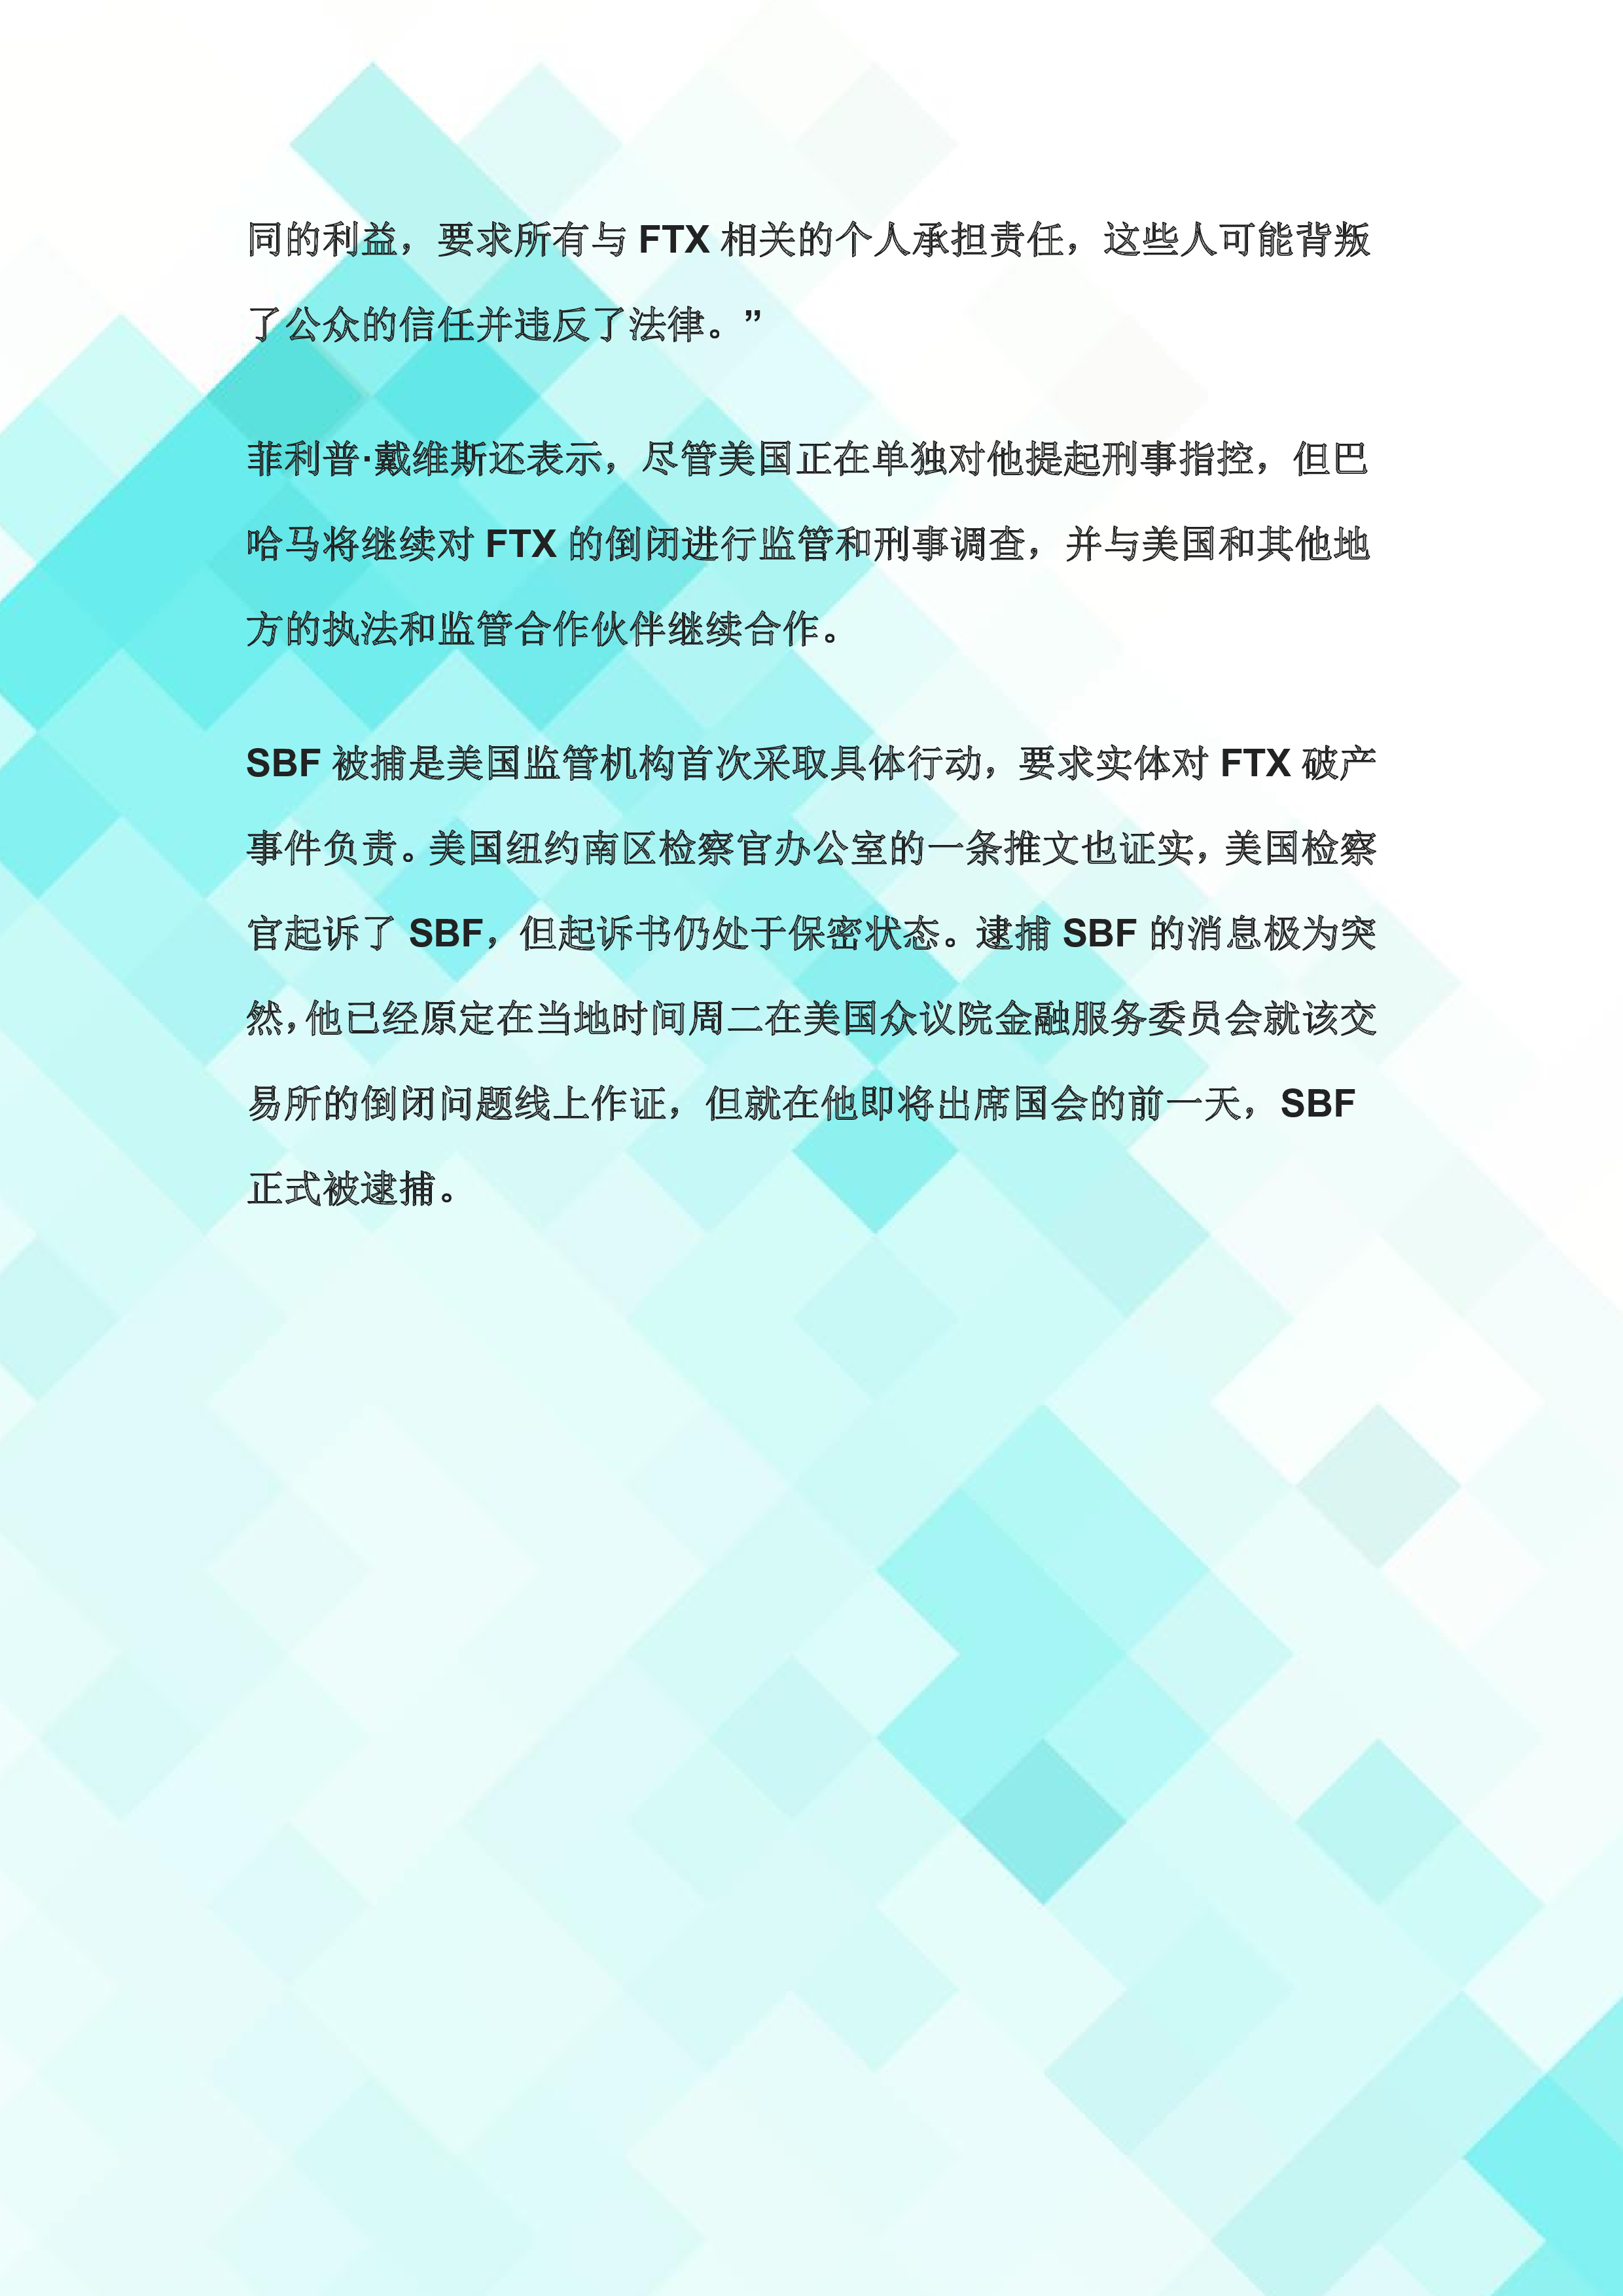 同的利益，要求所有与 FTX 相关的个人承担责任，这些人可能背叛
了公众的信任并违反了法律。”
菲利普·戴维斯还表示，尽管美国正在单独对他提起刑事指控，但巴
哈马将继续对 FTX 的倒闭进行监管和刑事调查，并与美国和其他地
方的执法和监管合作伙伴继续合作。
SBF 被捕是美国监管机构首次采取具体行动，要求实体对 FTX 破产
事件负责。美国纽约南区检察官办公室的一条推文也证实，美国检察
官起诉了 SBF，但起诉书仍处于保密状态。逮捕 SBF 的消息极为突
然，他已经原定在当地时间周二在美国众议院金融服务委员会就该交
易所的倒闭问题线上作证，但就在他即将出席国会的前一天，SBF
正式被逮捕。